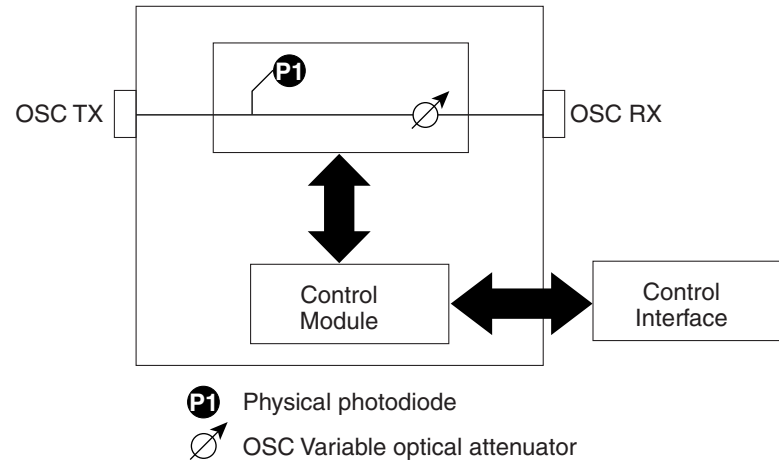 P1
OSC TX
OSC RX
Control
Module
Control
Interface
P1 Physical photodiode
OSC Variable optical attenuator